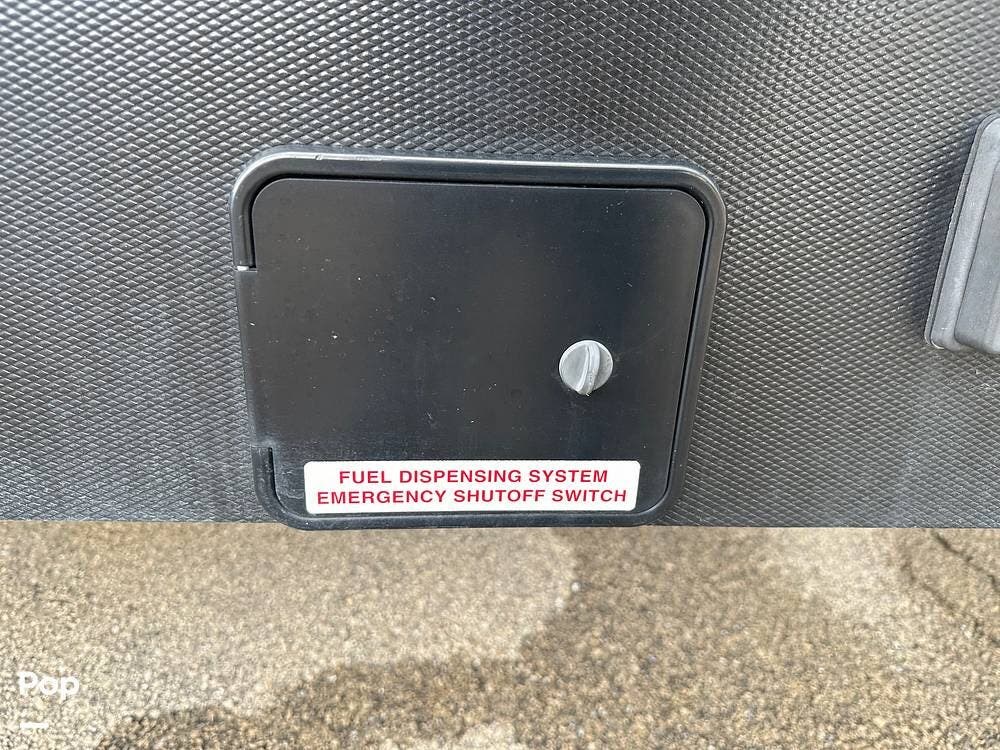 FUEL DISPENSING SYSTEM
EMERGENCY SHUTOFF SWITCH
Pop